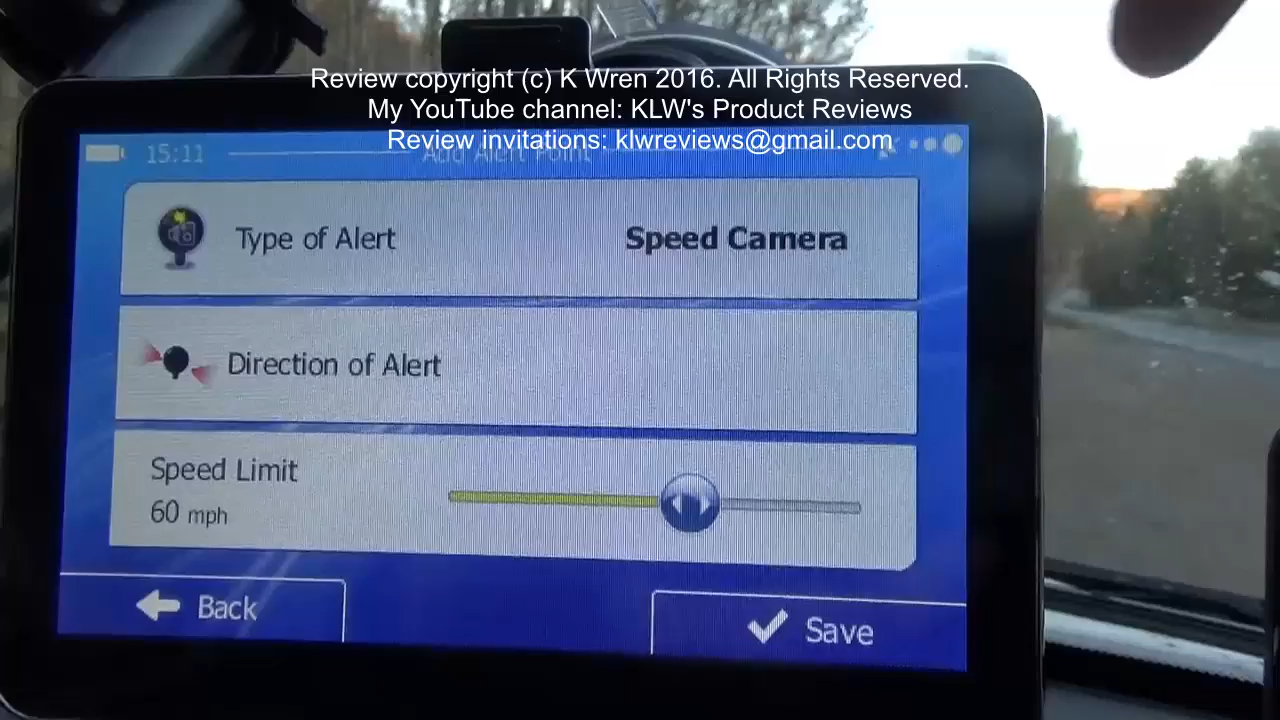 Review copyright (c) K Wren 2016. All Rights Reserved.
My YouTube channel: KLW's Product Reviews
Review invitations: klwreviews@gmail.com
15:11 Add Alert Point
Type of Alert Speed Camera
Direction of Alert
Speed Limit
60 mph
Back Save